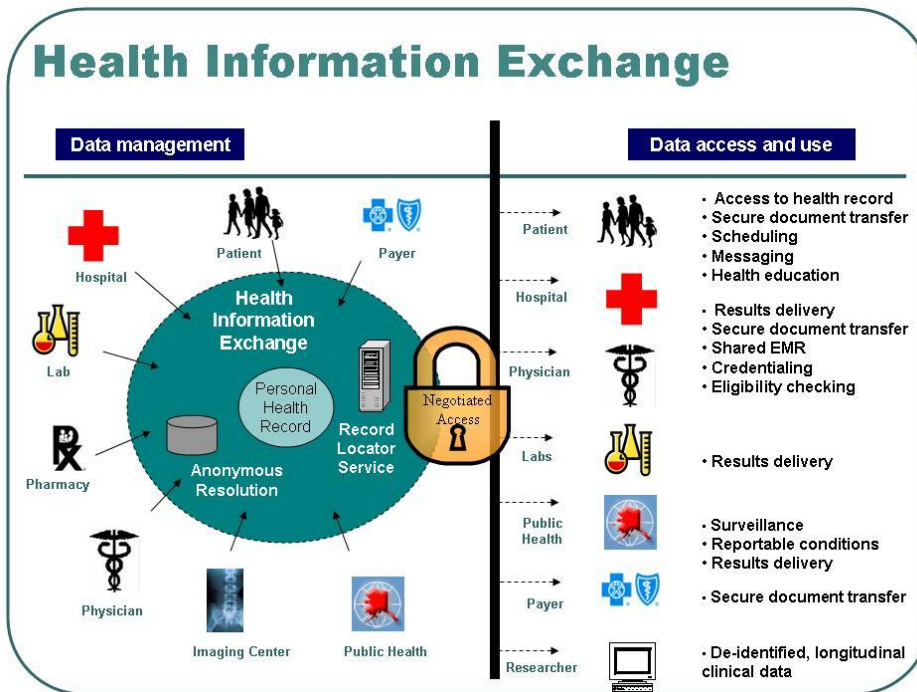 Health Information Exchange
Data management
Data access and use
Hospital
Patient
Payer
Lab
Pharmacy
Physician
Imaging Center
Public Health
Health
Information
Exchange
Personal
Health
Record
Record
Locator
Service
Anonymous
Resolution
Negotiated
Access
Patient
• Access to health record
• Secure document transfer
• Scheduling
• Messaging
• Health education
Hospital
Physician
• Results delivery
• Secure document transfer
• Shared EMR
• Credentialing
• Eligibility checking
Labs
• Results delivery
Public
Health
• Surveillance
• Reportable conditions
• Results delivery
Payer
• Secure document transfer
Researcher
• De-identified, longitudinal
clinical data